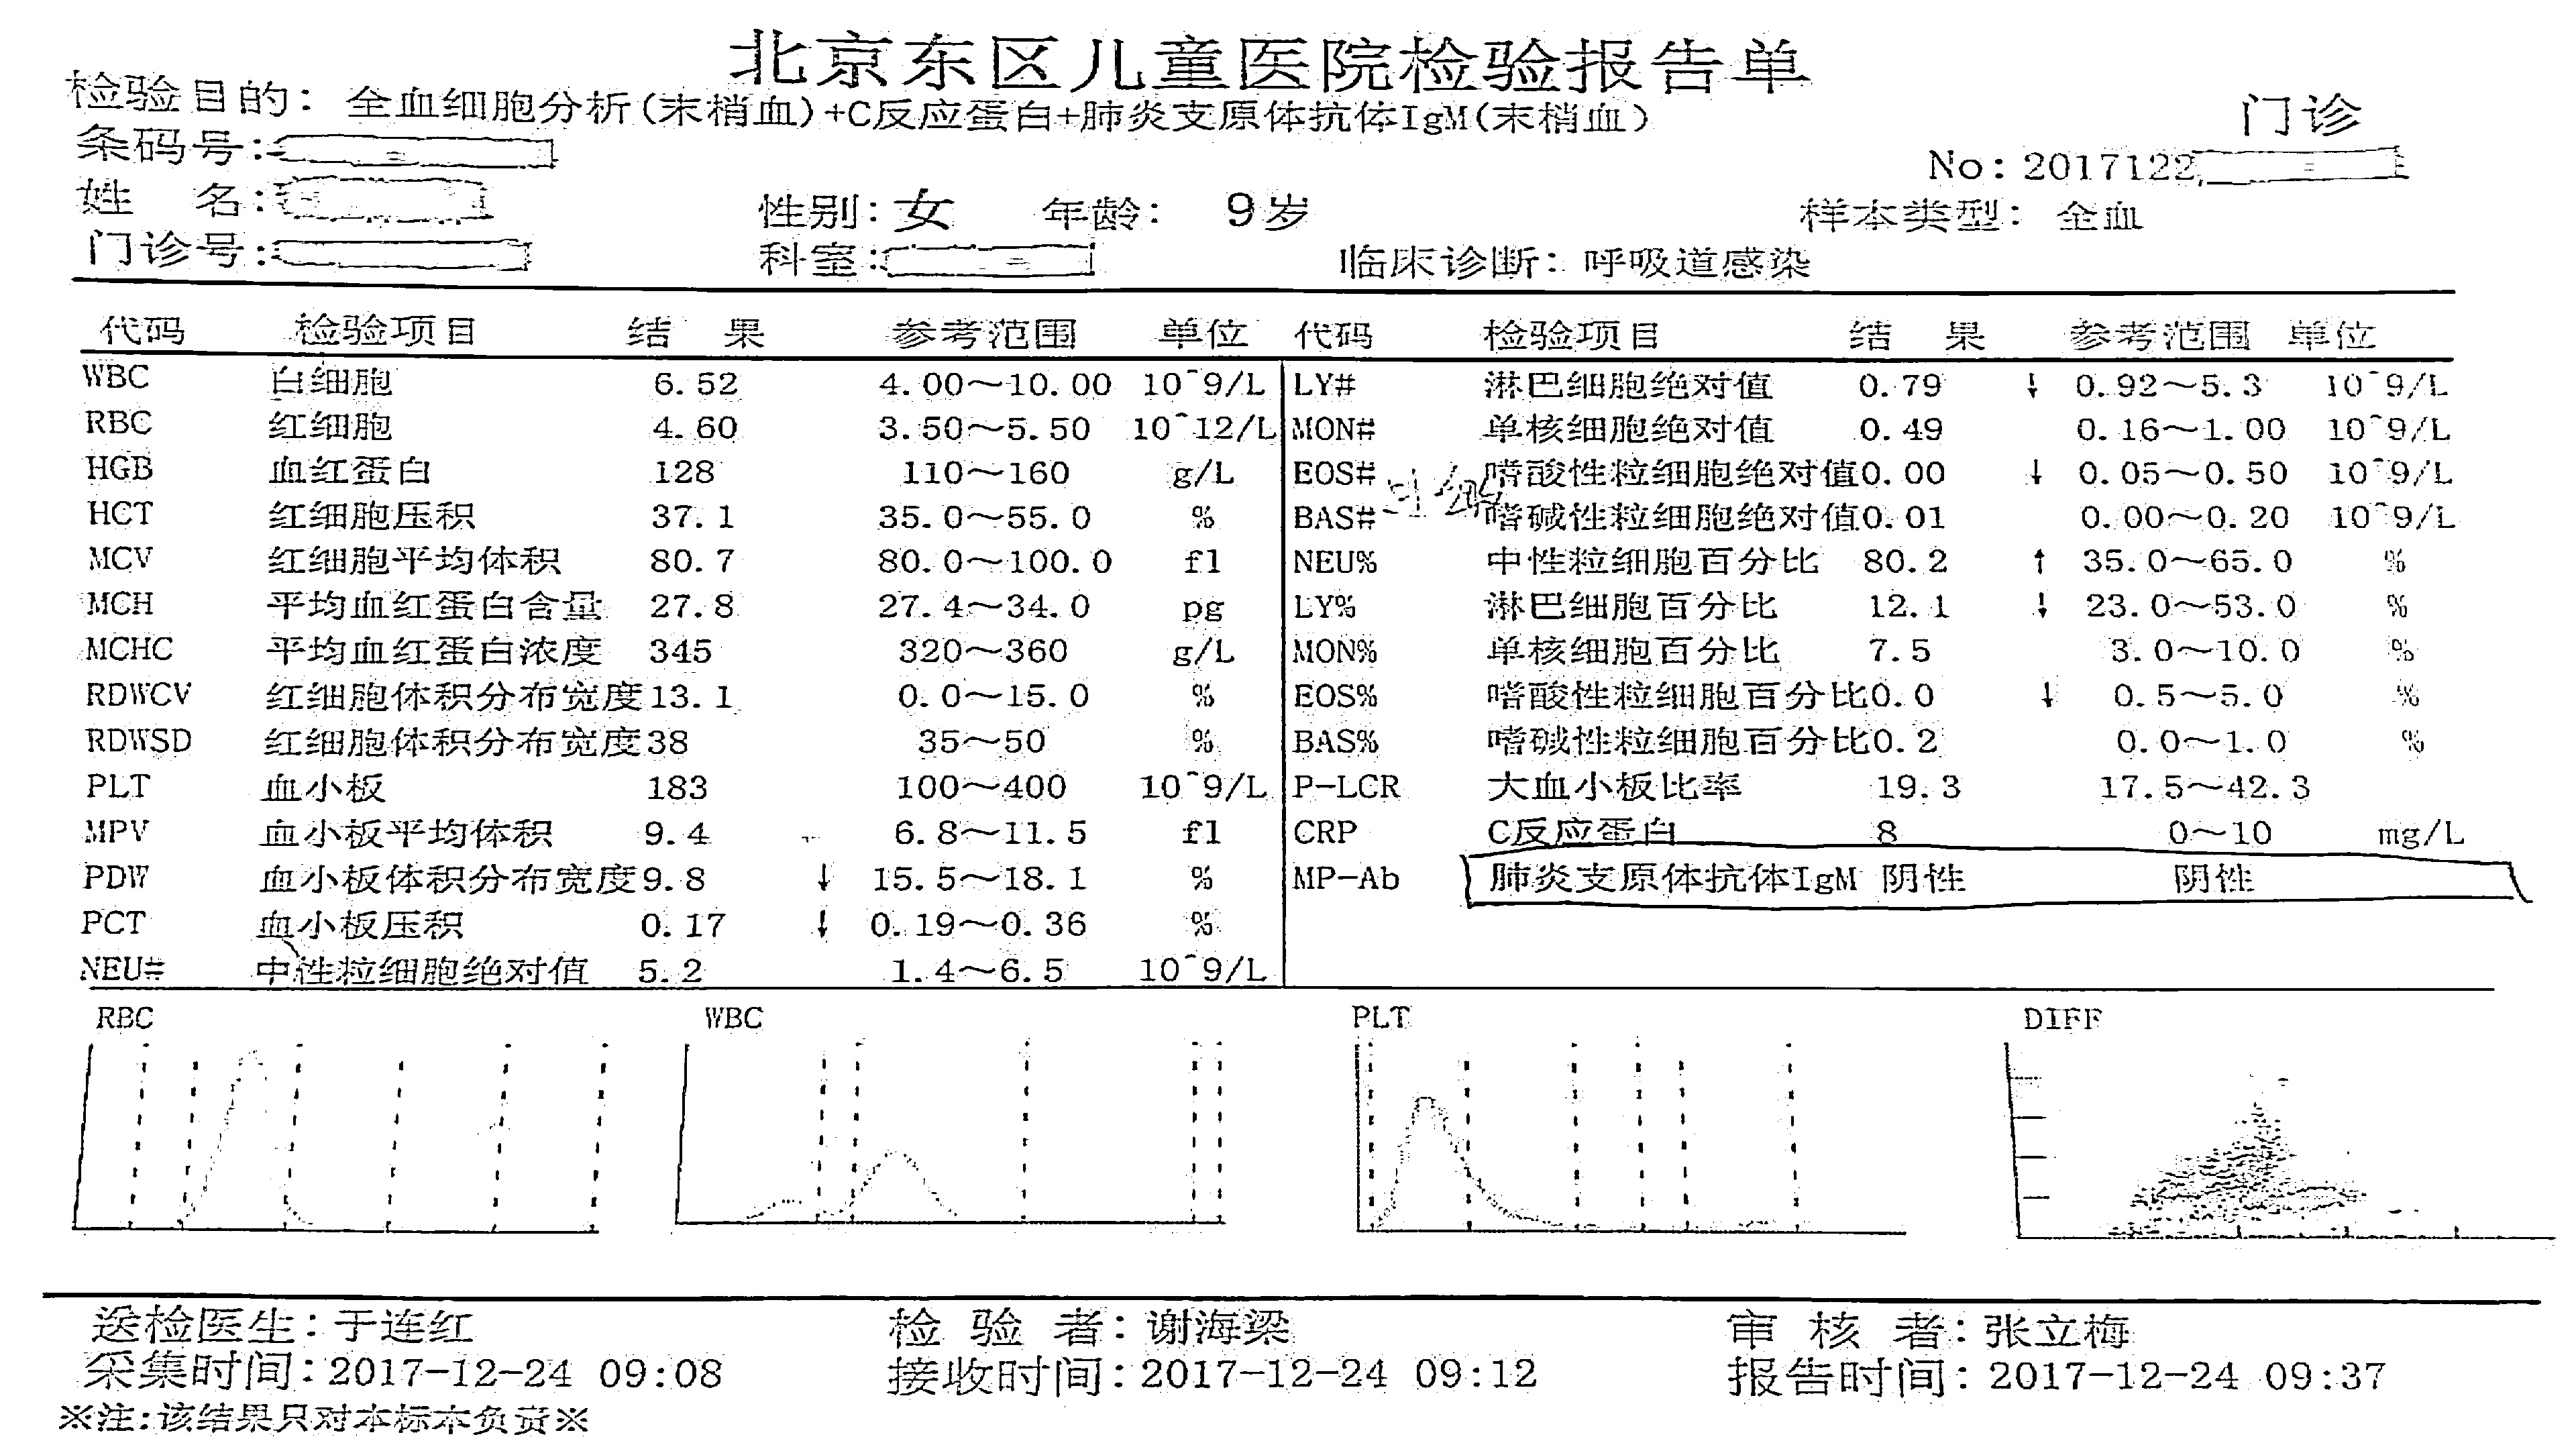 北京东区儿童医院检验报告单
检验目的: 全血细胞分析(末梢血)+C反应蛋白+肺炎支原体抗体IgM(末梢血)
门诊
条码号:
No: 2017122
姓 名: 性别: 女 年龄: 9岁 样本类型: 全血
门诊号: 科室: 临床诊断: 呼吸道感染
代码 检验项目 结 果 参考范围 单位 代码 检验项目 结 果 参考范围 单位
WBC 白细胞 6.52 4.00~10.00 10^9/L LY# 淋巴细胞绝对值 0.79 ↓ 0.92~5.3 10^9/L
RBC 红细胞 4.60 3.50~5.50 10^12/L MON# 单核细胞绝对值 0.49 0.16~1.00 10^9/L
HGB 血红蛋白 128 110~160 g/L EOS# 嗜酸性粒细胞绝对值0.00 ↓ 0.05~0.50 10^9/L
HCT 红细胞压积 37.1 35.0~55.0 % BAS# 嗜碱性粒细胞绝对值0.01 0.00~0.20 10^9/L
MCV 红细胞平均体积 80.7 80.0~100.0 fl NEU% 中性粒细胞百分比 80.2 ↑ 35.0~65.0 %
MCH 平均血红蛋白含量 27.8 27.4~34.0 pg LY% 淋巴细胞百分比 12.1 ↓ 23.0~53.0 %
MCHC 平均血红蛋白浓度 345 320~360 g/L MON% 单核细胞百分比 7.5 3.0~10.0 %
RDWCV 红细胞体积分布宽度13.1 0.0~15.0 % EOS% 嗜酸性粒细胞百分比0.0 ↓ 0.5~5.0 %
RDWSD 红细胞体积分布宽度38 35~50 % BAS% 嗜碱性粒细胞百分比0.2 0.0~1.0 %
PLT 血小板 183 100~400 10^9/L P-LCR 大血小板比率 19.3 17.5~42.3
MPV 血小板平均体积 9.4 6.8~11.5 fl CRP C反应蛋白 8 0~10 mg/L
PDW 血小板体积分布宽度9.8 ↓ 15.5~18.1 % MP-Ab 肺炎支原体抗体IgM 阴性 阴性
PCT 血小板压积 0.17 ↓ 0.19~0.36 %
NEU# 中性粒细胞绝对值 5.2 1.4~6.5 10^9/L
RBC WBC PLT DIFF
送检医生: 于连红 检 验 者: 谢海梁 审 核 者: 张立梅
采集时间: 2017-12-24 09:08 接收时间: 2017-12-24 09:12 报告时间: 2017-12-24 09:37
※注:该结果只对本标本负责※